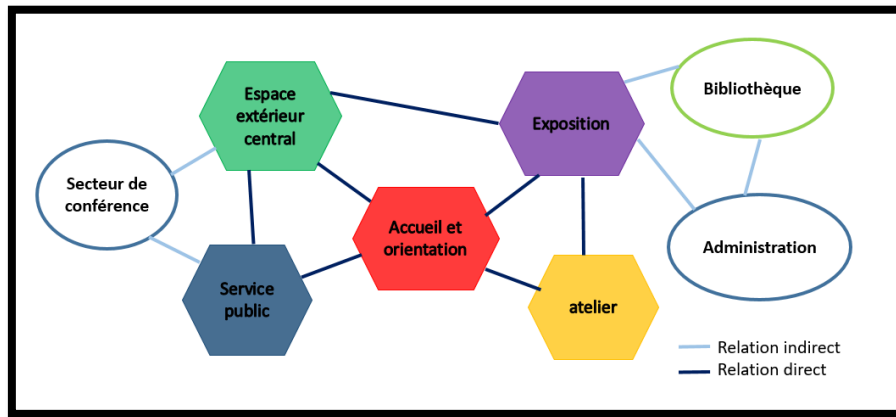 Espace
extérieur
central
Exposition
Bibliothèque
Secteur de
conférence
Accueil et
orientation
Administration
Service
public
atelier
Relation indirect
Relation direct